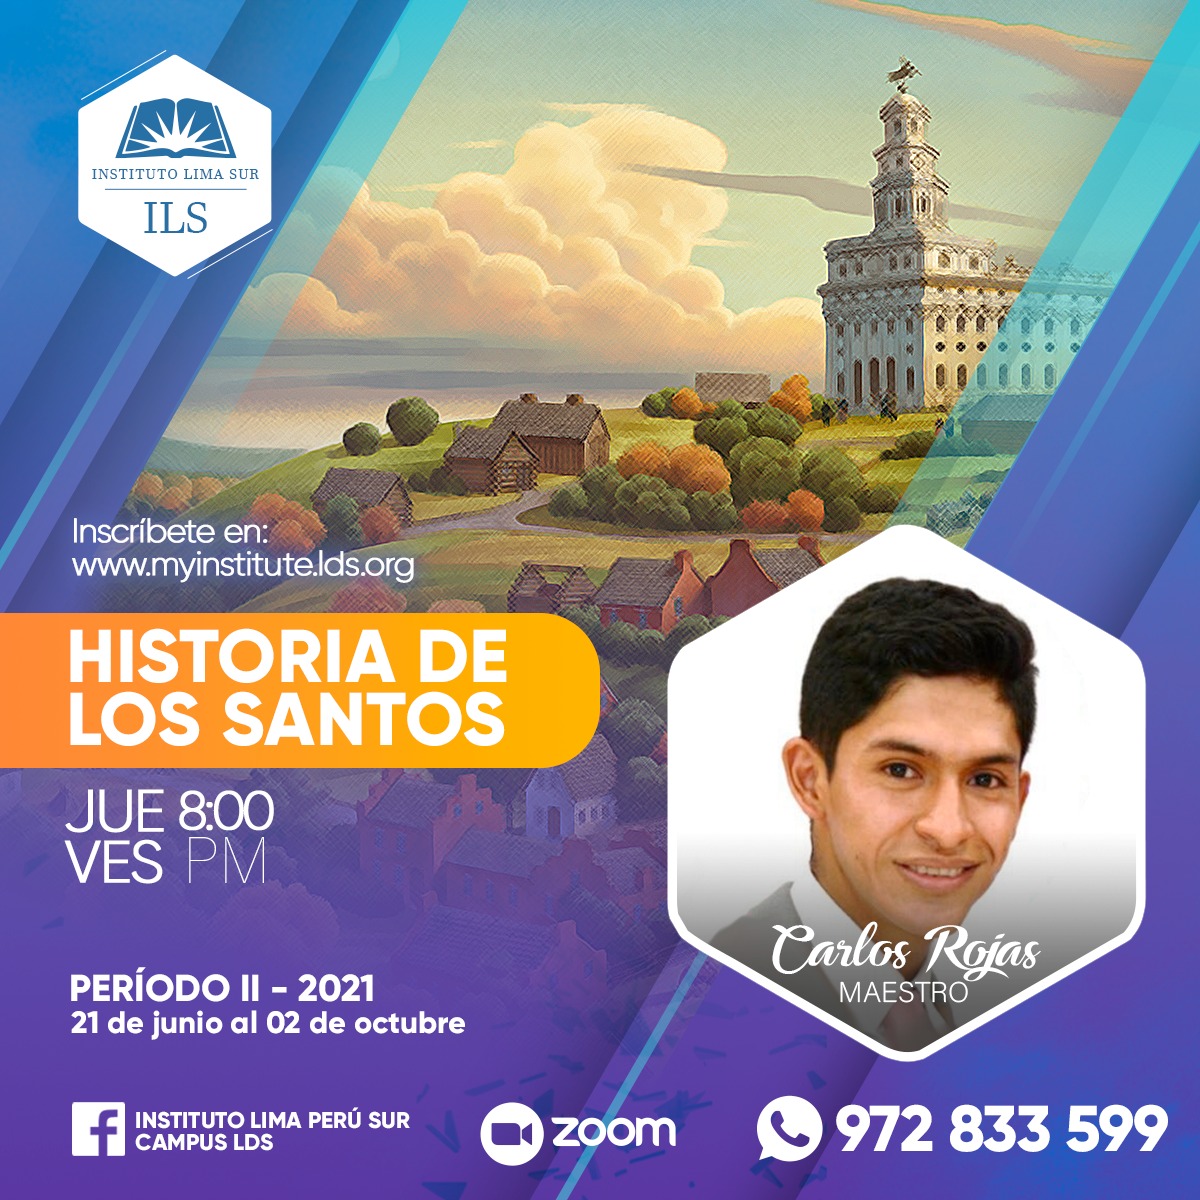 INSTITUTO LIMA SUR
ILS
Inscríbete en:
www.myinstitute.lds.org
HISTORIA DE
LOS SANTOS
JUE 8:00
VES PM
Carlos Rojas
MAESTRO
PERÍODO II - 2021
21 de junio al 02 de octubre
INSTITUTO LIMA PERÚ SUR
CAMPUS LDS
zoom
972 833 599